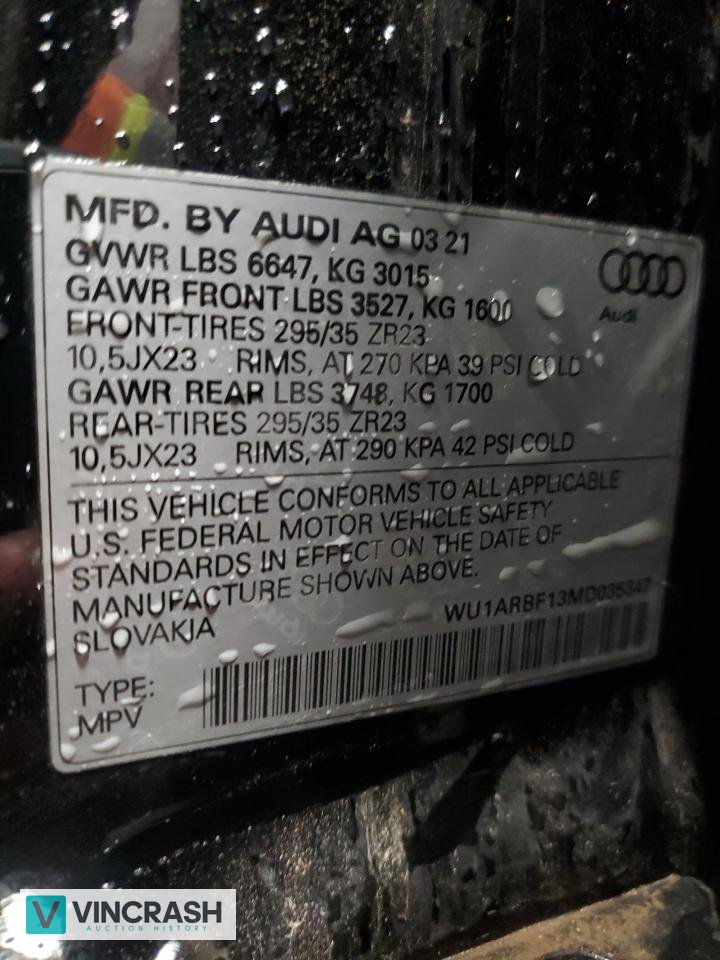 MFD. BY AUDI AG 03 21
GVWR LBS 6647, KG 3015
GAWR FRONT LBS 3527, KG 1600
FRONT-TIRES 295/35 ZR23
10,5JX23 RIMS, AT 270 KPA 39 PSI COLD
GAWR REAR LBS 3748, KG 1700
REAR-TIRES 295/35 ZR23
10,5JX23 RIMS, AT 290 KPA 42 PSI COLD
Audi
THIS VEHICLE CONFORMS TO ALL APPLICABLE
U.S. FEDERAL MOTOR VEHICLE SAFETY
STANDARDS IN EFFECT ON THE DATE OF
MANUFACTURE SHOWN ABOVE.
SLOVAKIA
WU1ARBF13MD035347
TYPE:
MPV
V VINCRASH
AUCTION HISTORY